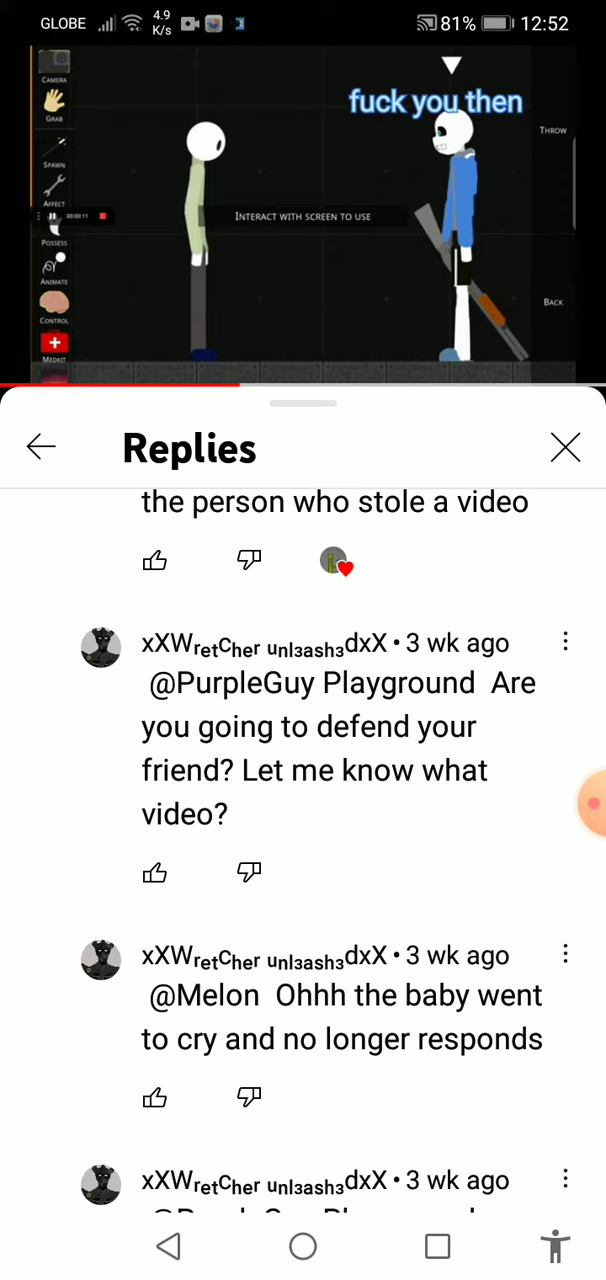 GLOBE 4.9 K/s 81% 12:52
CAMERA
fuck you then
GRAB
THROW
SPAWN
AFFECT
00:00:11
INTERACT WITH SCREEN TO USE
POSSESS
ANIMATE
BACK
CONTROL
MEDKIT
Replies
the person who stole a video
xXWretCher unl3ash3dxX • 3 wk ago
@PurpleGuy Playground Are
you going to defend your
friend? Let me know what
video?
xXWretCher unl3ash3dxX • 3 wk ago
@Melon Ohhh the baby went
to cry and no longer responds
xXWretCher unl3ash3dxX • 3 wk ago